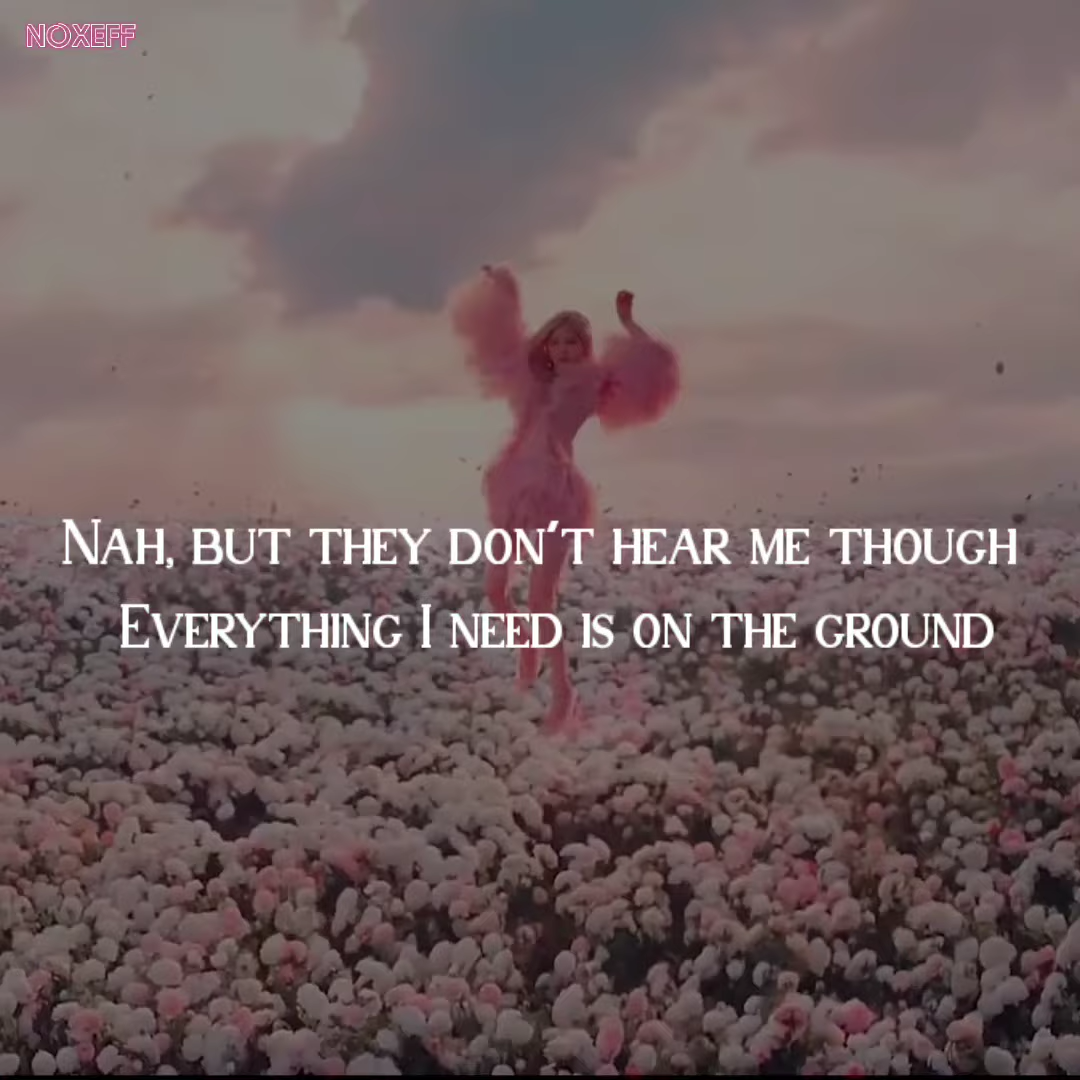 NOXEFF
Nah, but they don't hear me though
Everything I need is on the ground